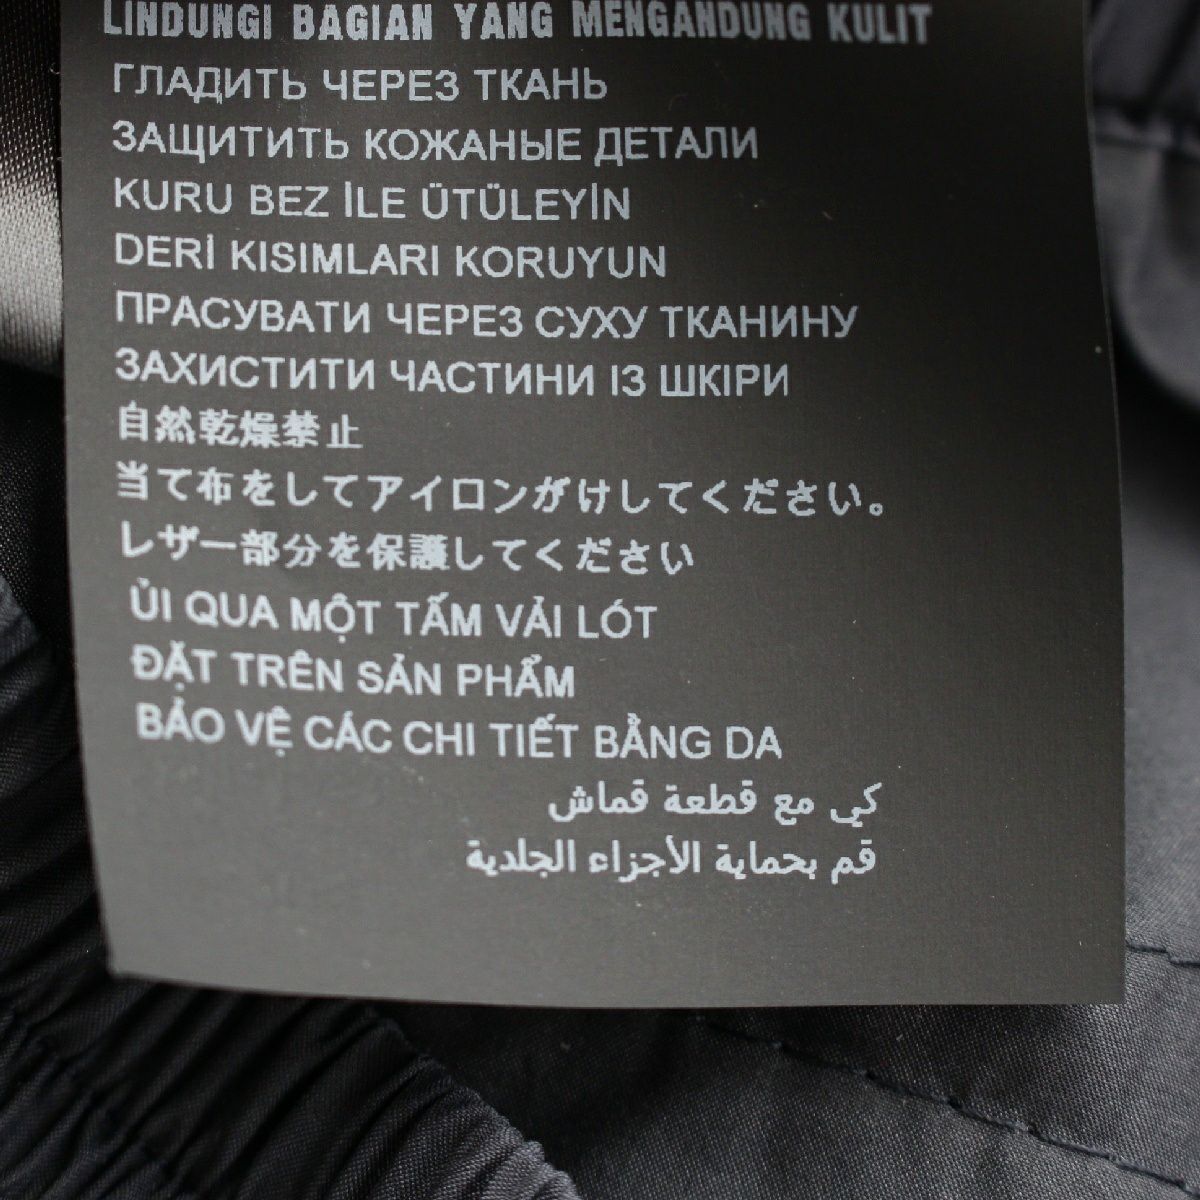 LINDUNGI BAGIAN YANG MENGANDUNG KULIT
ГЛАДИТЬ ЧЕРЕЗ ТКАНЬ
ЗАЩИТИТЬ КОЖАНЫЕ ДЕТАЛИ
KURU BEZ İLE ÜTÜLEYİN
DERİ KISIMLARI KORUYUN
ПРАСУВАТИ ЧЕРЕЗ СУХУ ТКАНИНУ
ЗАХИСТИТИ ЧАСТИНИ ІЗ ШКІРИ
自然乾燥禁止
当て布をしてアイロンがけしてください。
レザー部分を保護してください
ỦI QUA MỘT TẤM VẢI LÓT
ĐẶT TRÊN SẢN PHẨM
BẢO VỆ CÁC CHI TIẾT BẰNG DA
كي مع قطعة قماش
قم بحماية الأجزاء الجلدية